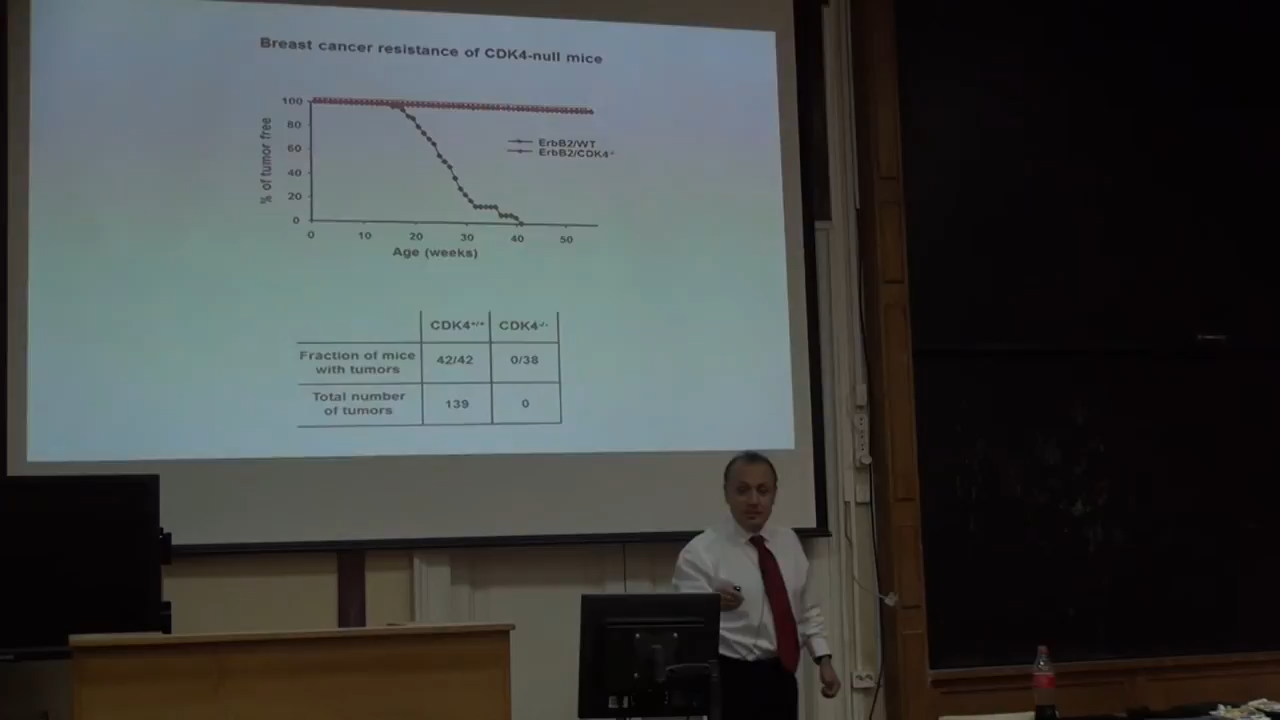 Breast cancer resistance of CDK4-null mice
% of tumor free
100
80
60
40
20
0
ErbB2/WT
ErbB2/CDK4-/-
0 10 20 30 40 50
Age (weeks)
CDK4+/+ CDK4-/-
Fraction of mice with tumors 42/42 0/38
Total number of tumors 139 0